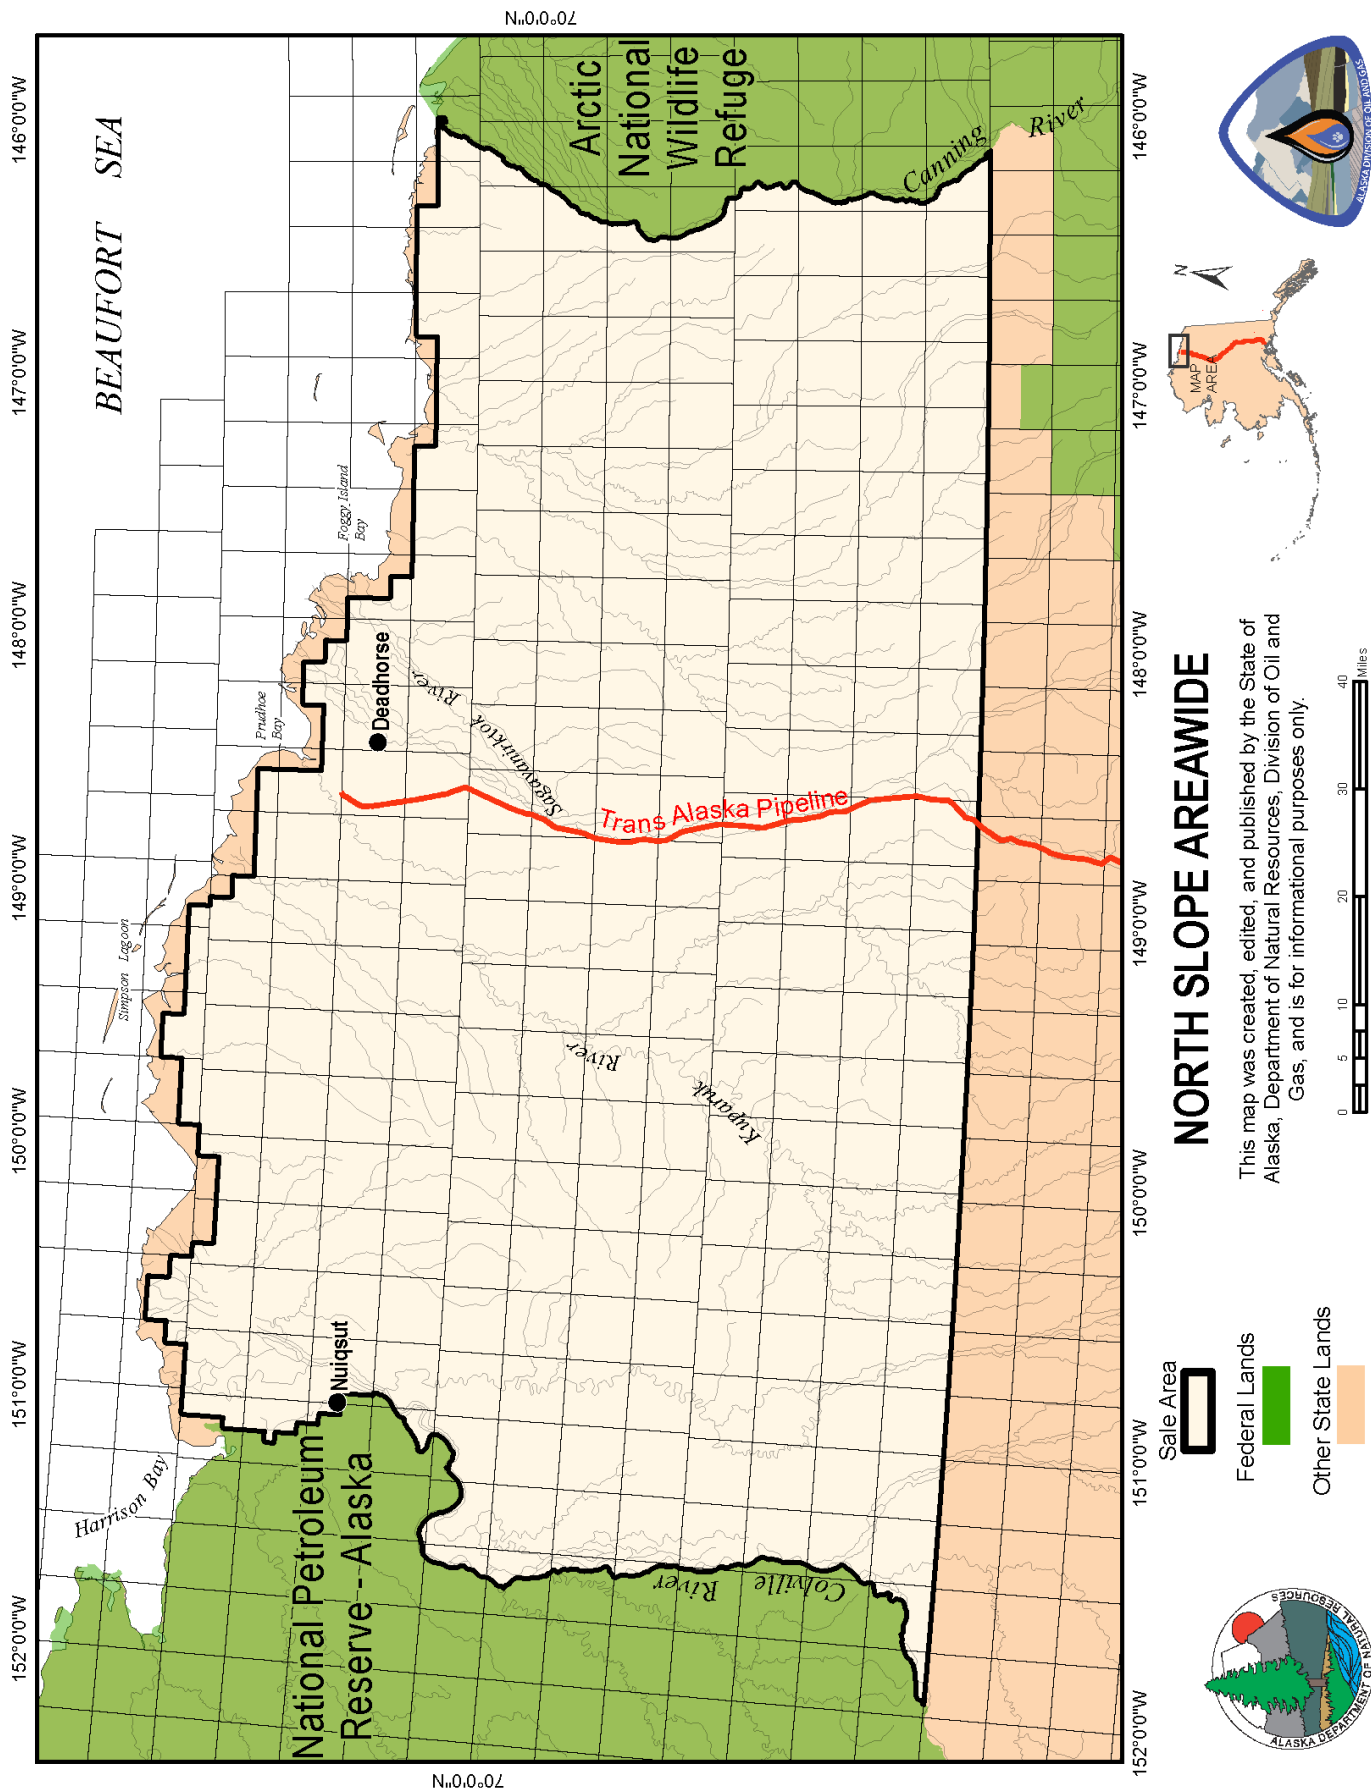 152°0'0"W
151°0'0"W
150°0'0"W
149°0'0"W
148°0'0"W
147°0'0"W
146°0'0"W
70°0'0"N
70°0'0"N
BEAUFORT SEA
Harrison Bay
Simpson Lagoon
Prudhoe
Bay
Foggy Island
Bay
Nuiqsut
Deadhorse
National Petroleum
Reserve - Alaska
Arctic
National
Wildlife
Refuge
Sagavanirktok
River
Trans Alaska Pipeline
Kuparuk
River
Colville
River
Canning
River
152°0'0"W
151°0'0"W
150°0'0"W
149°0'0"W
148°0'0"W
147°0'0"W
146°0'0"W
NORTH SLOPE AREAWIDE
This map was created, edited, and published by the State of
Alaska, Department of Natural Resources, Division of Oil and
Gas, and is for informational purposes only.
0 5 10 20 30 40
Miles
Sale Area
Federal Lands
Other State Lands
MAP
AREA
N
ALASKA DEPARTMENT OF NATURAL RESOURCES
ALASKA DIVISION OF OIL AND GAS